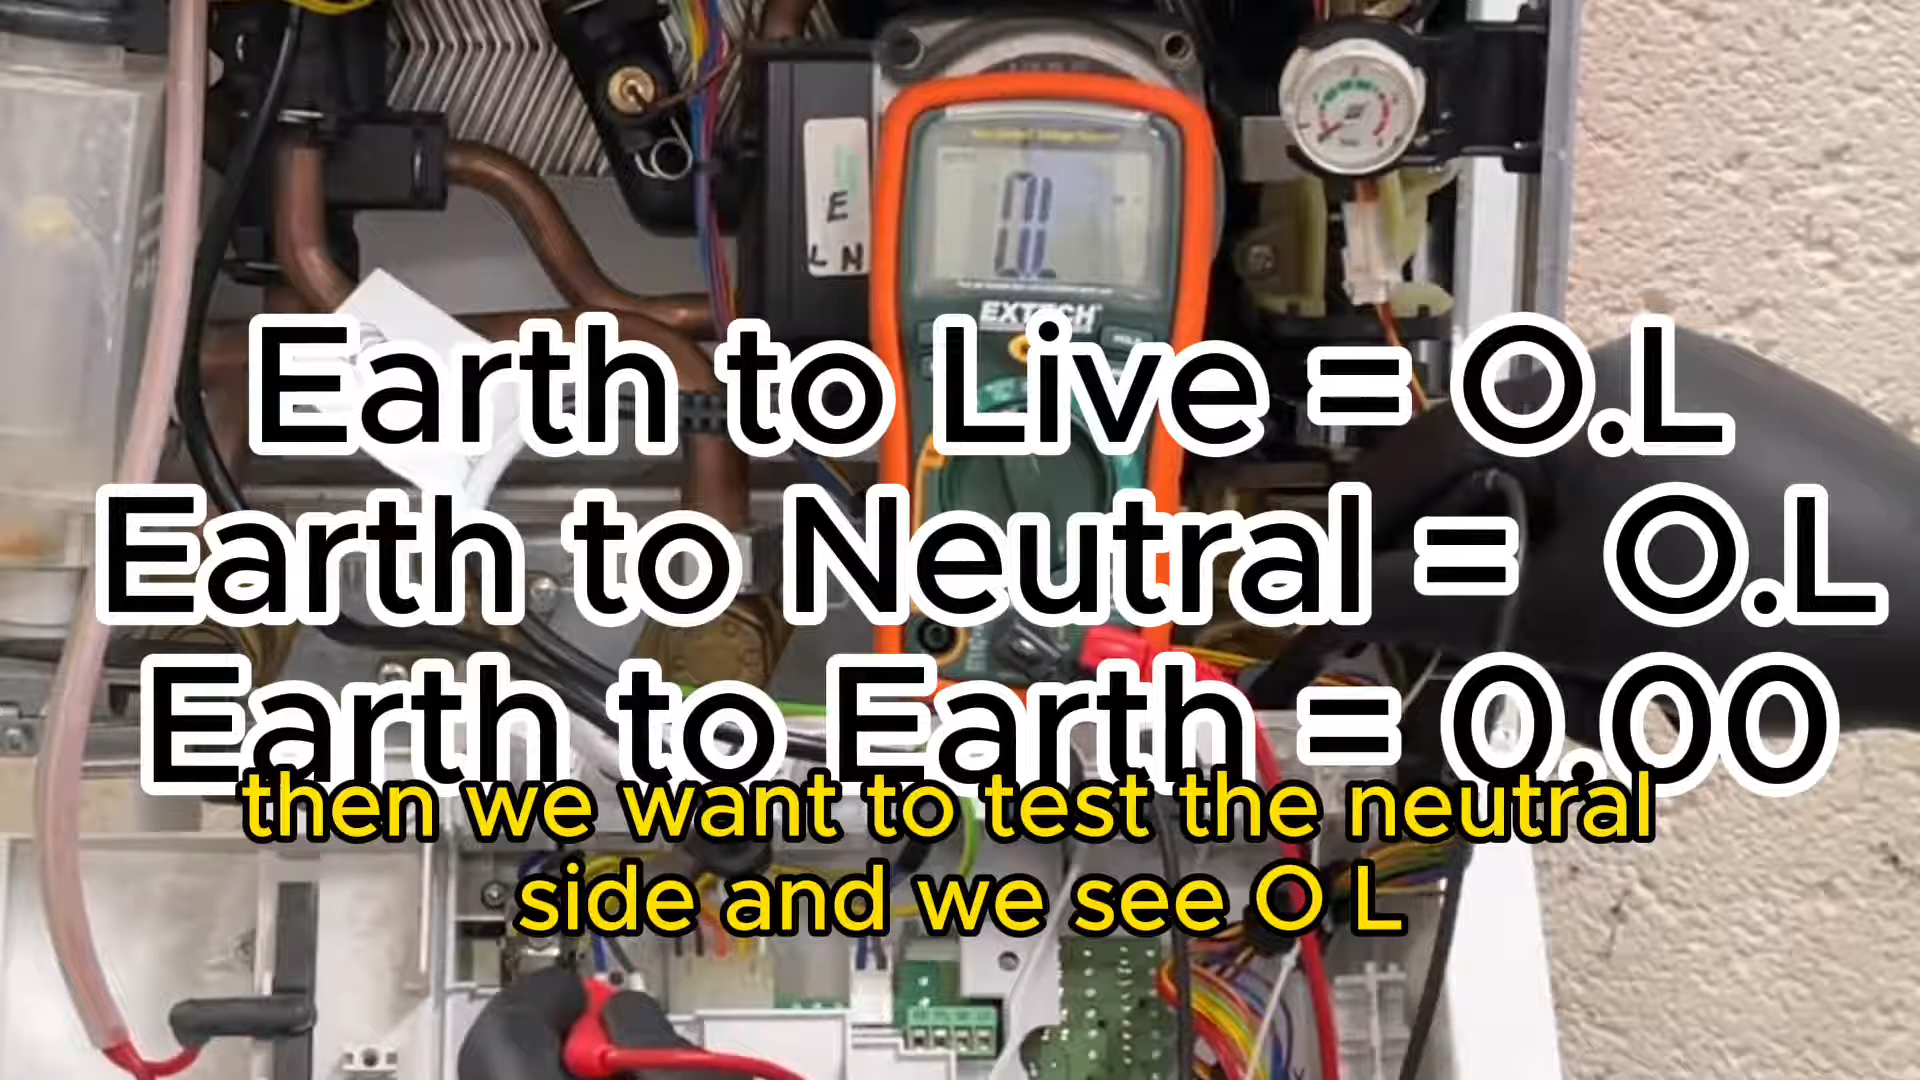 E
L N
OL
EXTECH
Earth to Live = O.L
Earth to Neutral = O.L
Earth to Earth = 0.00
then we want to test the neutral
side and we see O L